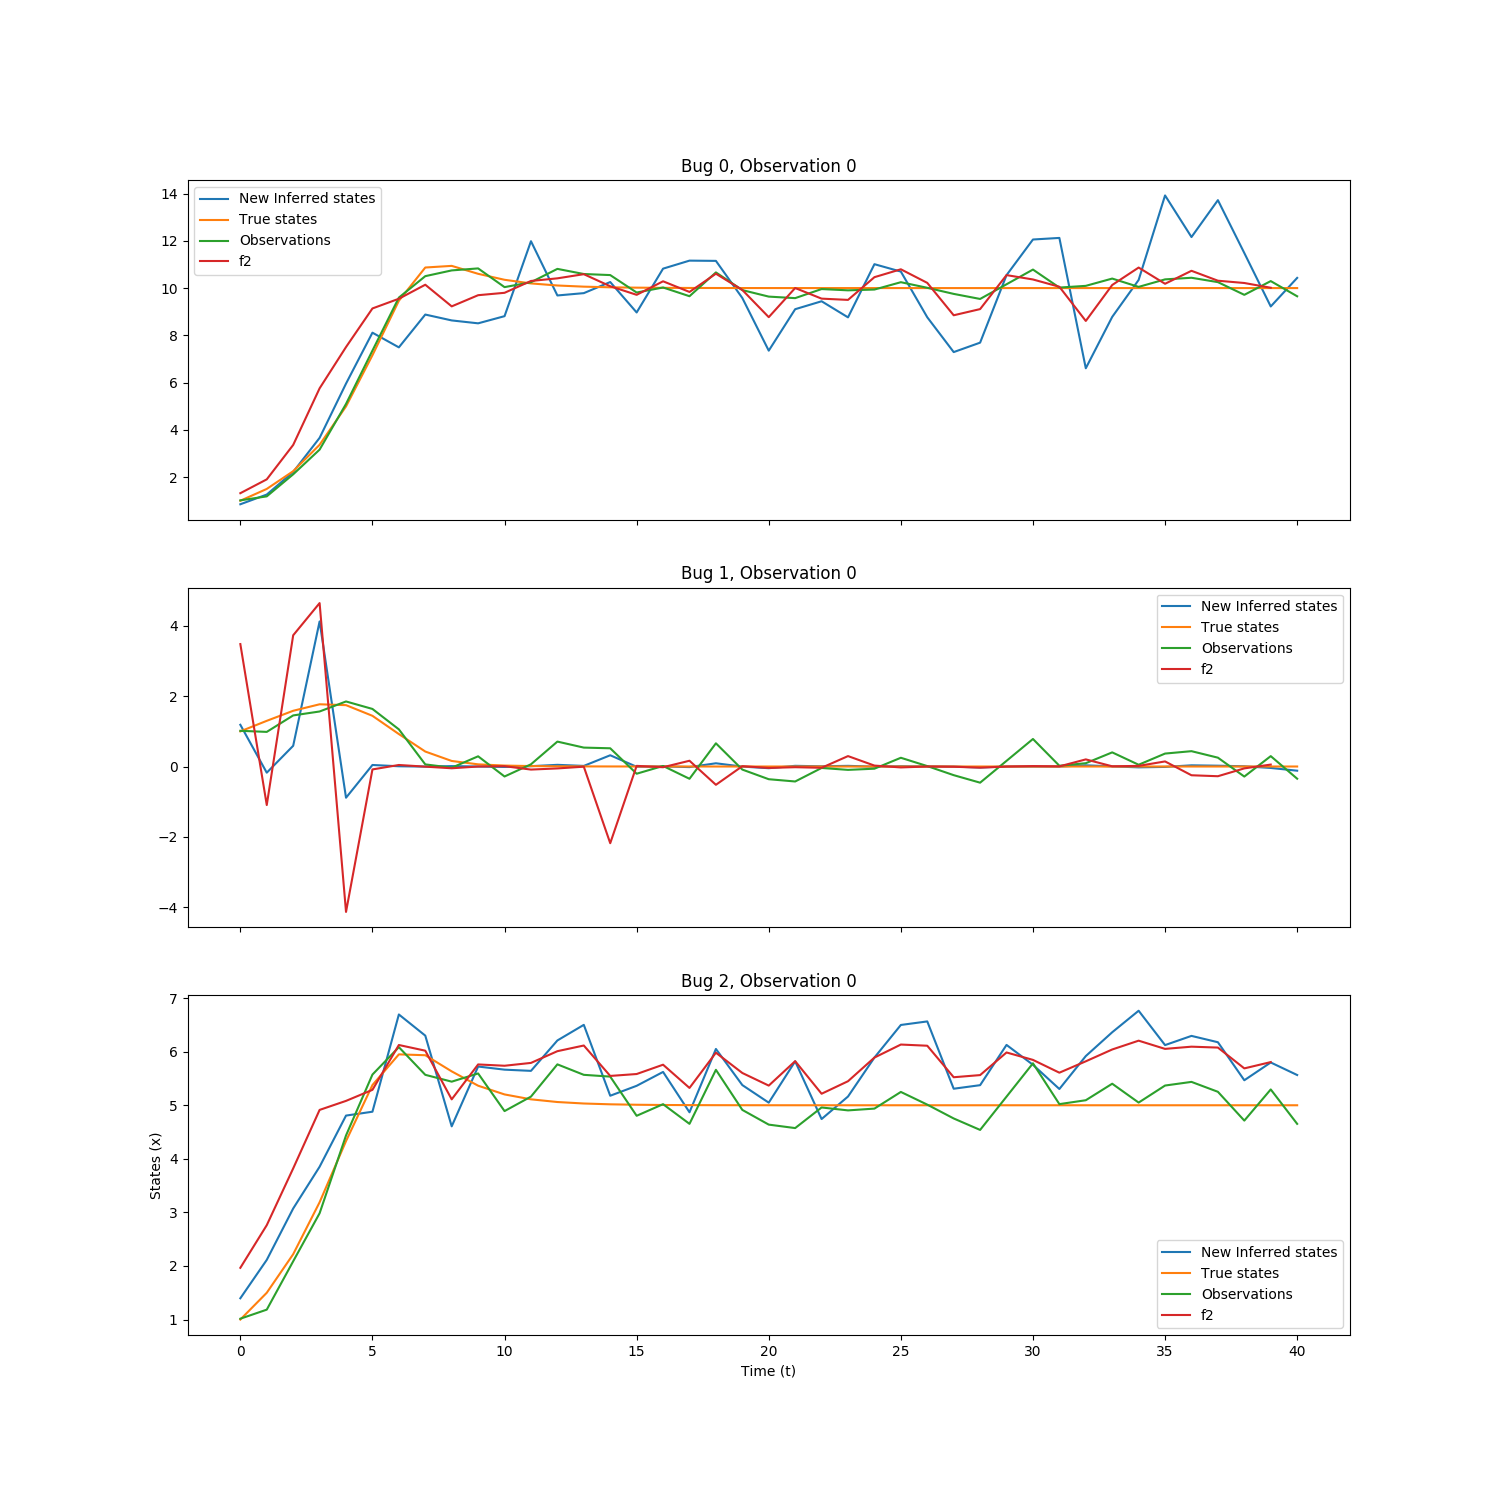 Bug 0, Observation 0
14
12
10
8
6
4
2
New Inferred states
True states
Observations
f2
Bug 1, Observation 0
4
2
0
−2
−4
New Inferred states
True states
Observations
f2
Bug 2, Observation 0
7
6
5
4
3
2
1
States (x)
New Inferred states
True states
Observations
f2
0 5 10 15 20 25 30 35 40
Time (t)